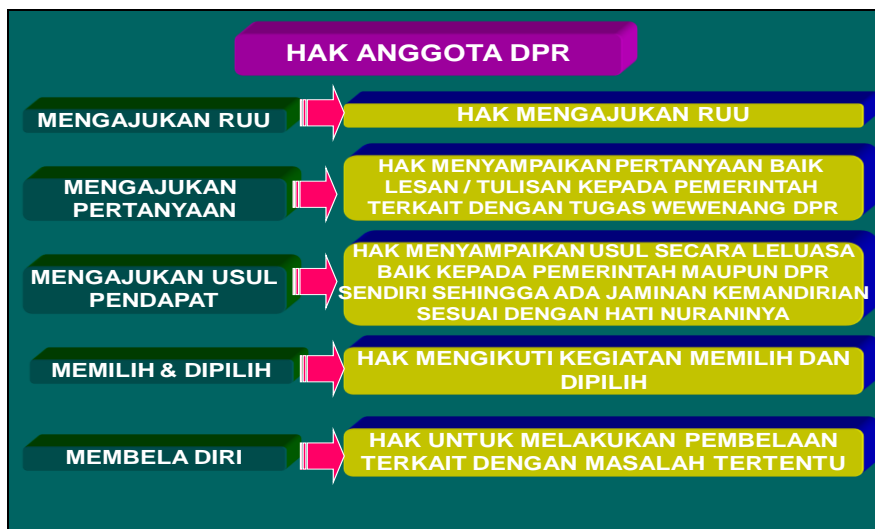 HAK ANGGOTA DPR
MENGAJUKAN RUU
HAK MENGAJUKAN RUU
MENGAJUKAN
PERTANYAAN
HAK MENYAMPAIKAN PERTANYAAN BAIK
LESAN / TULISAN KEPADA PEMERINTAH
TERKAIT DENGAN TUGAS WEWENANG DPR
MENGAJUKAN USUL
PENDAPAT
HAK MENYAMPAIKAN USUL SECARA LELUASA
BAIK KEPADA PEMERINTAH MAUPUN DPR
SENDIRI SEHINGGA ADA JAMINAN KEMANDIRIAN
SESUAI DENGAN HATI NURANINYA
MEMILIH & DIPILIH
HAK MENGIKUTI KEGIATAN MEMILIH DAN
DIPILIH
MEMBELA DIRI
HAK UNTUK MELAKUKAN PEMBELAAN
TERKAIT DENGAN MASALAH TERTENTU